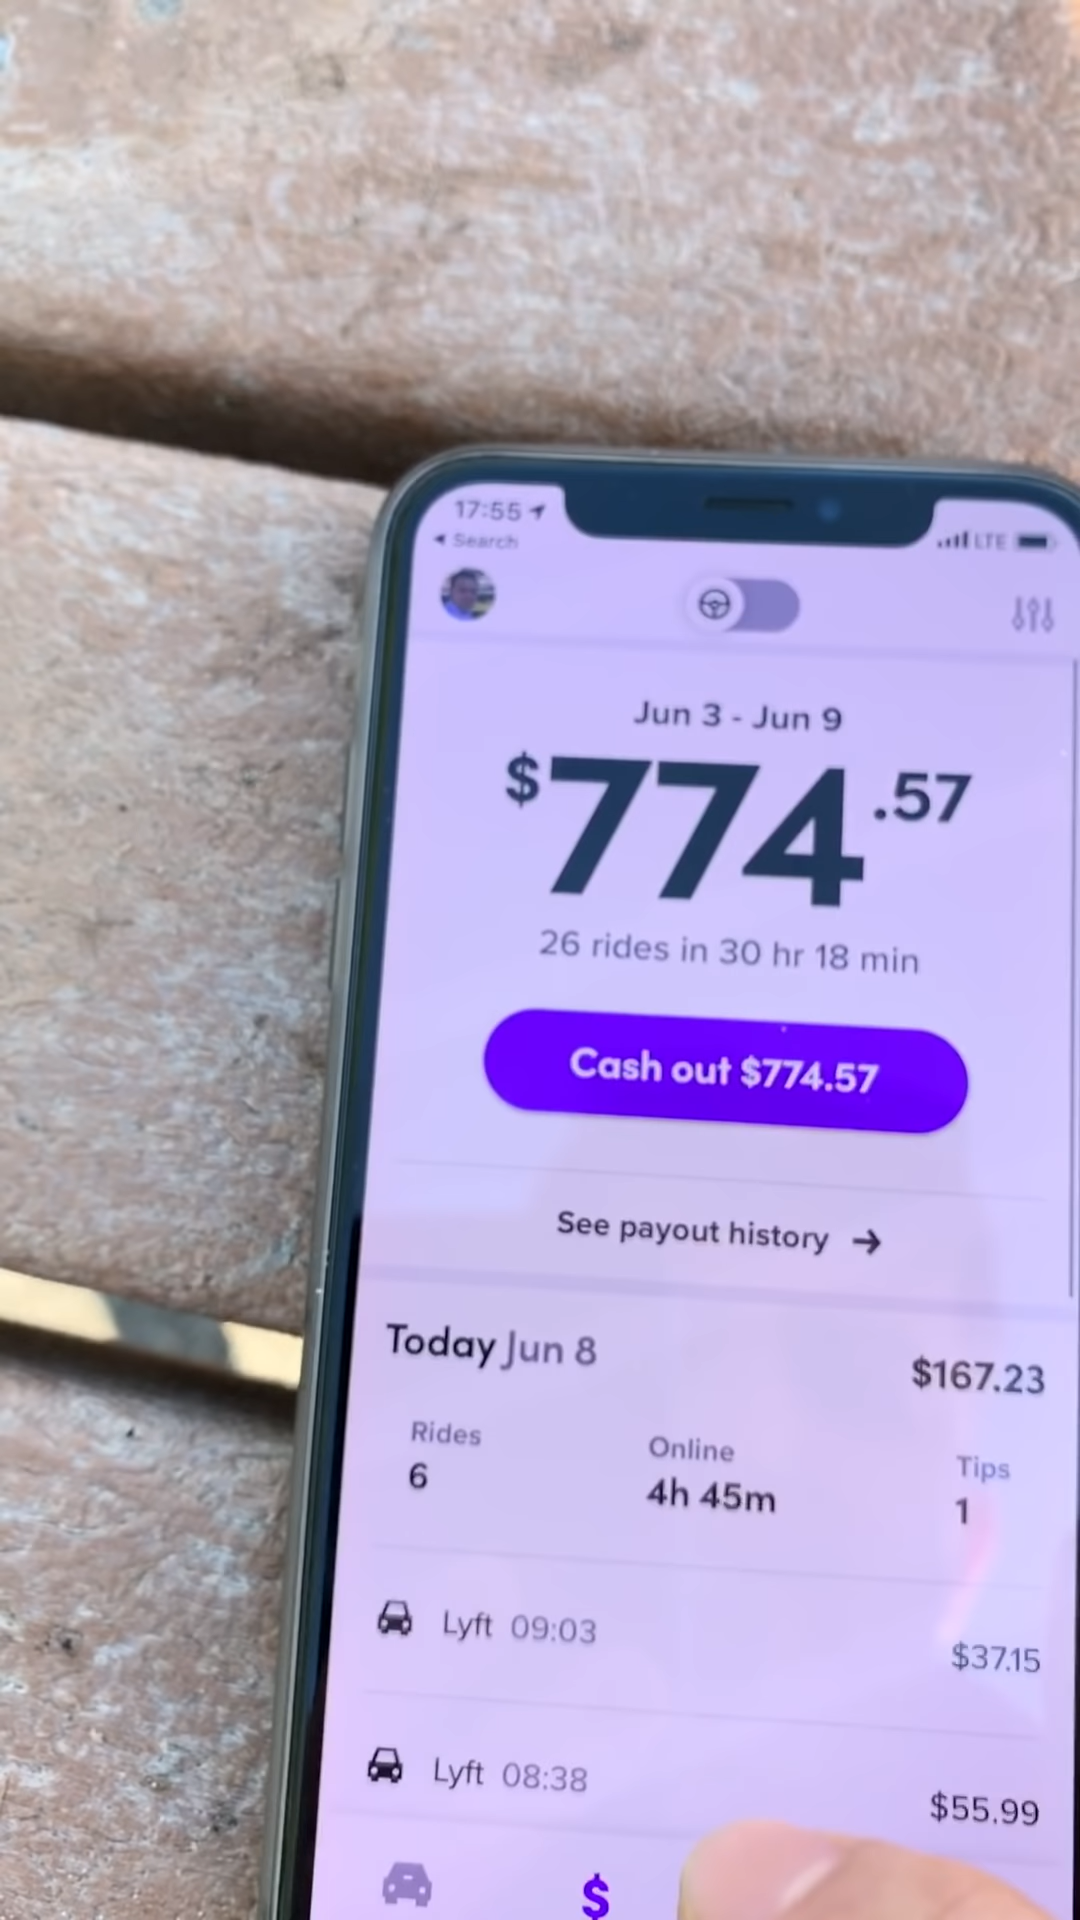 17:55
◀ Search
LTE
Jun 3 - Jun 9
$774.57
26 rides in 30 hr 18 min
Cash out $774.57
See payout history →
Today Jun 8
$167.23
Rides Online Tips
6 4h 45m 1
Lyft 09:03 $37.15
Lyft 08:38 $55.99
$